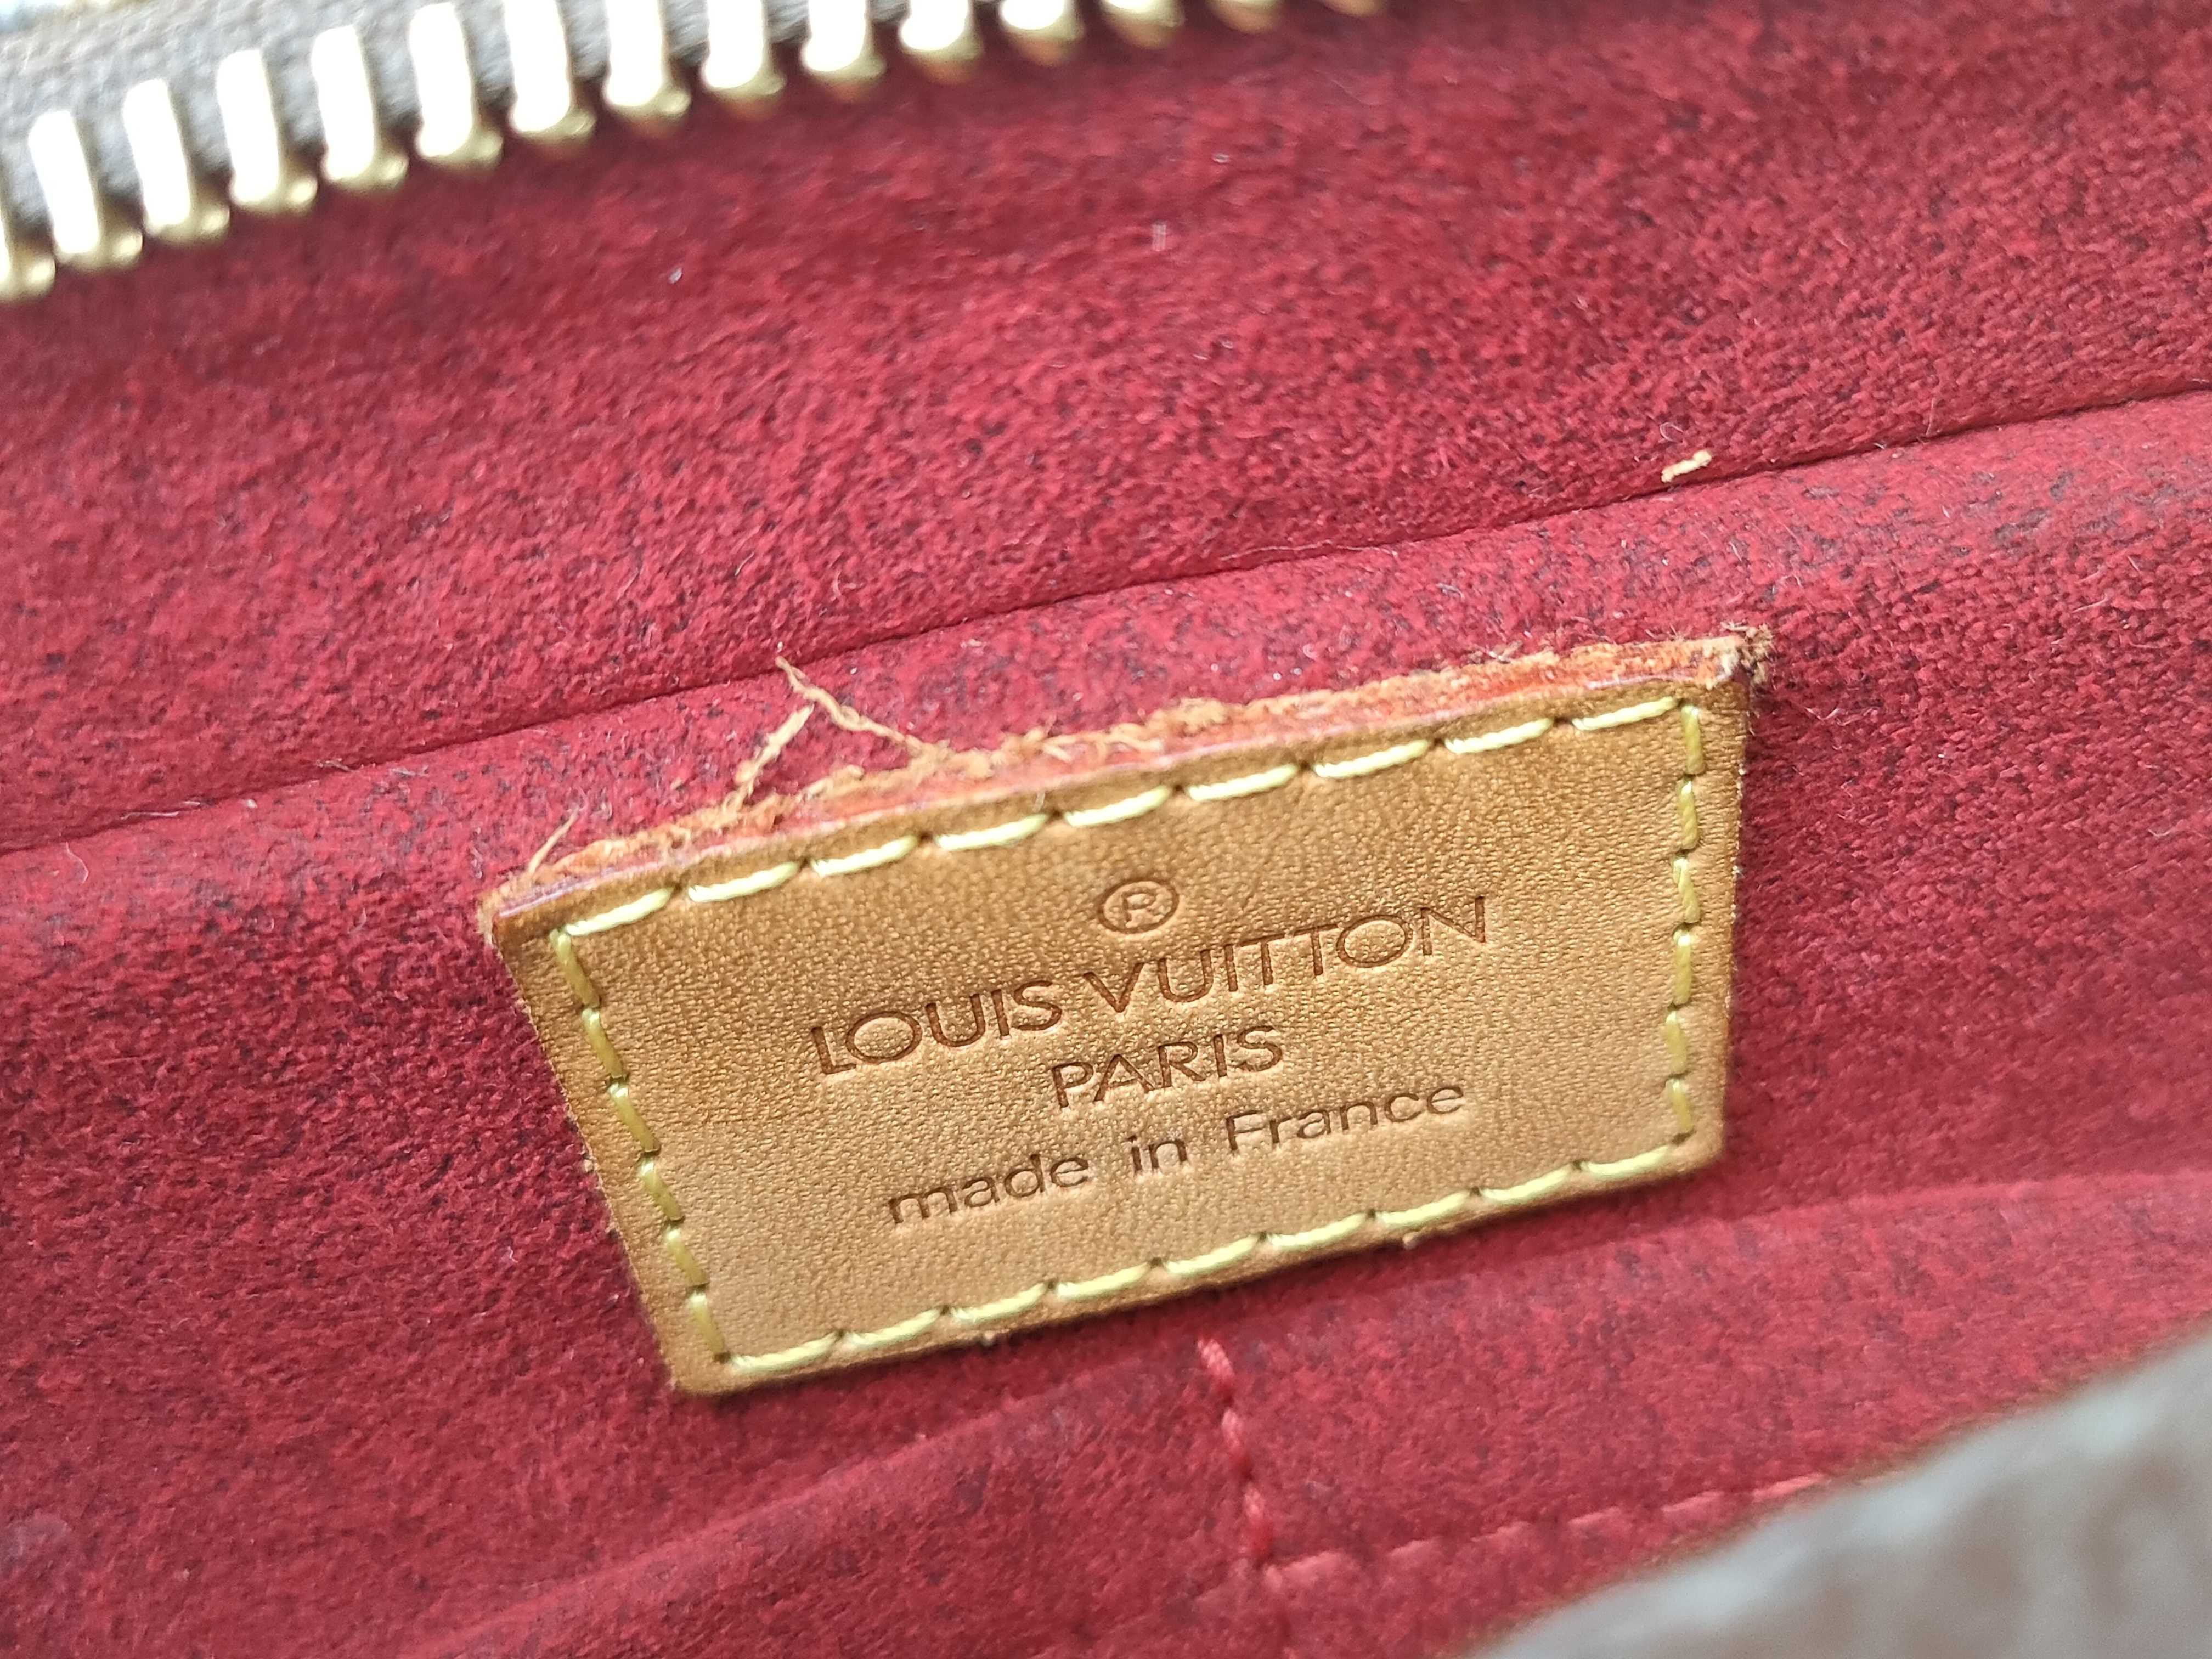 ®
LOUIS VUITTON
PARIS
made in France